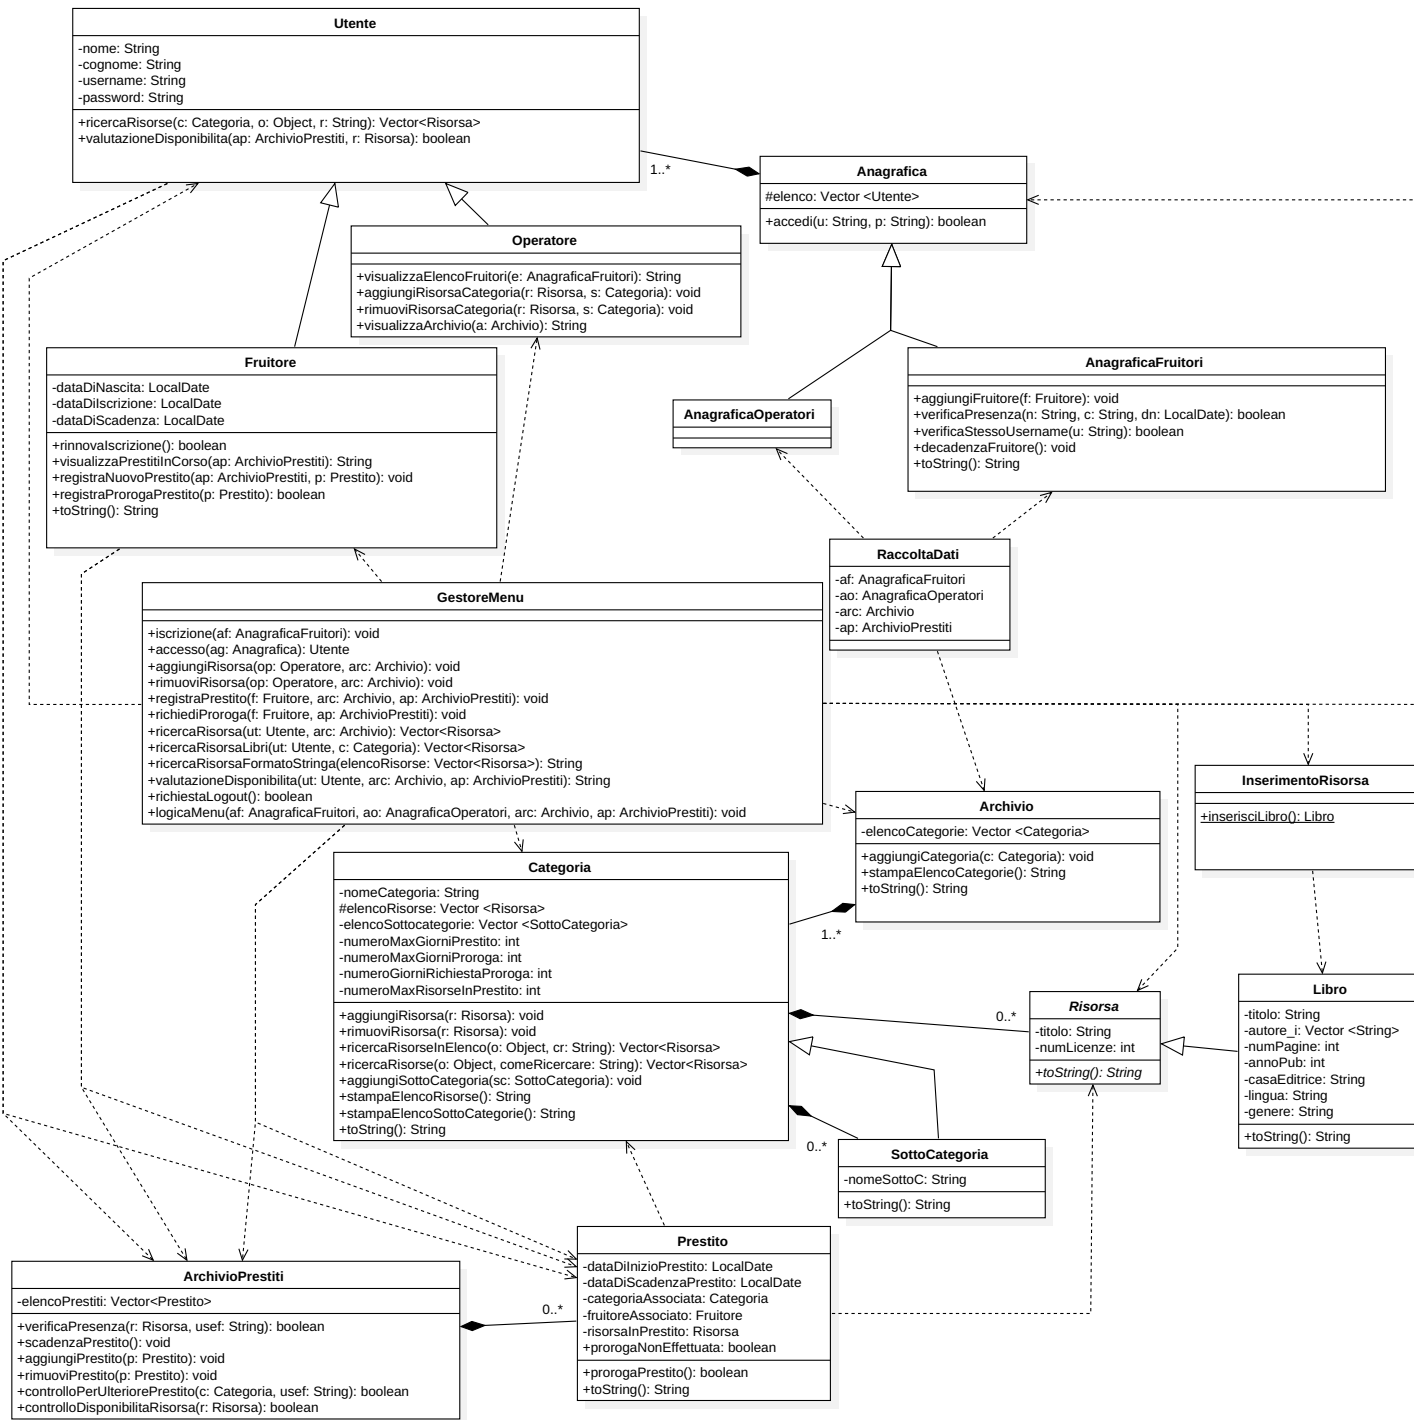 Utente
-nome: String
-cognome: String
-username: String
-password: String
+ricercaRisorse(c: Categoria, o: Object, r: String): Vector<Risorsa>
+valutazioneDisponibilita(ap: ArchivioPrestiti, r: Risorsa): boolean
1..*
Anagrafica
#elenco: Vector <Utente>
+accedi(u: String, p: String): boolean
Operatore
+visualizzaElencoFruitori(e: AnagraficaFruitori): String
+aggiungiRisorsaCategoria(r: Risorsa, s: Categoria): void
+rimuoviRisorsaCategoria(r: Risorsa, s: Categoria): void
+visualizzaArchivio(a: Archivio): String
Fruitore
-dataDiNascita: LocalDate
-dataDiIscrizione: LocalDate
-dataDiScadenza: LocalDate
+rinnovaIscrizione(): boolean
+visualizzaPrestitiInCorso(ap: ArchivioPrestiti): String
+registraNuovoPrestito(ap: ArchivioPrestiti, p: Prestito): void
+registraProrogaPrestito(p: Prestito): boolean
+toString(): String
AnagraficaOperatori
AnagraficaFruitori
+aggiungiFruitore(f: Fruitore): void
+verificaPresenza(n: String, c: String, dn: LocalDate): boolean
+verificaStessoUsername(u: String): boolean
+decadenzaFruitore(): void
+toString(): String
RaccoltaDati
-af: AnagraficaFruitori
-ao: AnagraficaOperatori
-arc: Archivio
-ap: ArchivioPrestiti
GestoreMenu
+iscrizione(af: AnagraficaFruitori): void
+accesso(ag: Anagrafica): Utente
+aggiungiRisorsa(op: Operatore, arc: Archivio): void
+rimuoviRisorsa(op: Operatore, arc: Archivio): void
+registraPrestito(f: Fruitore, arc: Archivio, ap: ArchivioPrestiti): void
+richiediProroga(f: Fruitore, ap: ArchivioPrestiti): void
+ricercaRisorsa(ut: Utente, arc: Archivio): Vector<Risorsa>
+ricercaRisorsaLibri(ut: Utente, c: Categoria): Vector<Risorsa>
+ricercaRisorsaFormatoStringa(elencoRisorse: Vector<Risorsa>): String
+valutazioneDisponibilita(ut: Utente, arc: Archivio, ap: ArchivioPrestiti): String
+richiestaLogout(): boolean
+logicaMenu(af: AnagraficaFruitori, ao: AnagraficaOperatori, arc: Archivio, ap: ArchivioPrestiti): void
InserimentoRisorsa
+inserisciLibro(): Libro
Archivio
-elencoCategorie: Vector <Categoria>
+aggiungiCategoria(c: Categoria): void
+stampaElencoCategorie(): String
+toString(): String
1..*
Categoria
-nomeCategoria: String
#elencoRisorse: Vector <Risorsa>
-elencoSottocategorie: Vector <SottoCategoria>
-numeroMaxGiorniPrestito: int
-numeroMaxGiorniProroga: int
-numeroGiorniRichiestaProroga: int
-numeroMaxRisorseInPrestito: int
+aggiungiRisorsa(r: Risorsa): void
+rimuoviRisorsa(r: Risorsa): void
+ricercaRisorseInElenco(o: Object, cr: String): Vector<Risorsa>
+ricercaRisorse(o: Object, comeRicercare: String): Vector<Risorsa>
+aggiungiSottoCategoria(sc: SottoCategoria): void
+stampaElencoRisorse(): String
+stampaElencoSottoCategorie(): String
+toString(): String
0..*
Risorsa
-titolo: String
-numLicenze: int
+toString(): String
Libro
-titolo: String
-autore_i: Vector <String>
-numPagine: int
-annoPub: int
-casaEditrice: String
-lingua: String
-genere: String
+toString(): String
0..*
SottoCategoria
-nomeSottoC: String
+toString(): String
Prestito
-dataDiInizioPrestito: LocalDate
-dataDiScadenzaPrestito: LocalDate
-categoriaAssociata: Categoria
-fruitoreAssociato: Fruitore
-risorsaInPrestito: Risorsa
+prorogaNonEffettuata: boolean
+prorogaPrestito(): boolean
+toString(): String
0..*
ArchivioPrestiti
-elencoPrestiti: Vector<Prestito>
+verificaPresenza(r: Risorsa, usef: String): boolean
+scadenzaPrestito(): void
+aggiungiPrestito(p: Prestito): void
+rimuoviPrestito(p: Prestito): void
+controlloPerUlteriorePrestito(c: Categoria, usef: String): boolean
+controlloDisponibilitaRisorsa(r: Risorsa): boolean